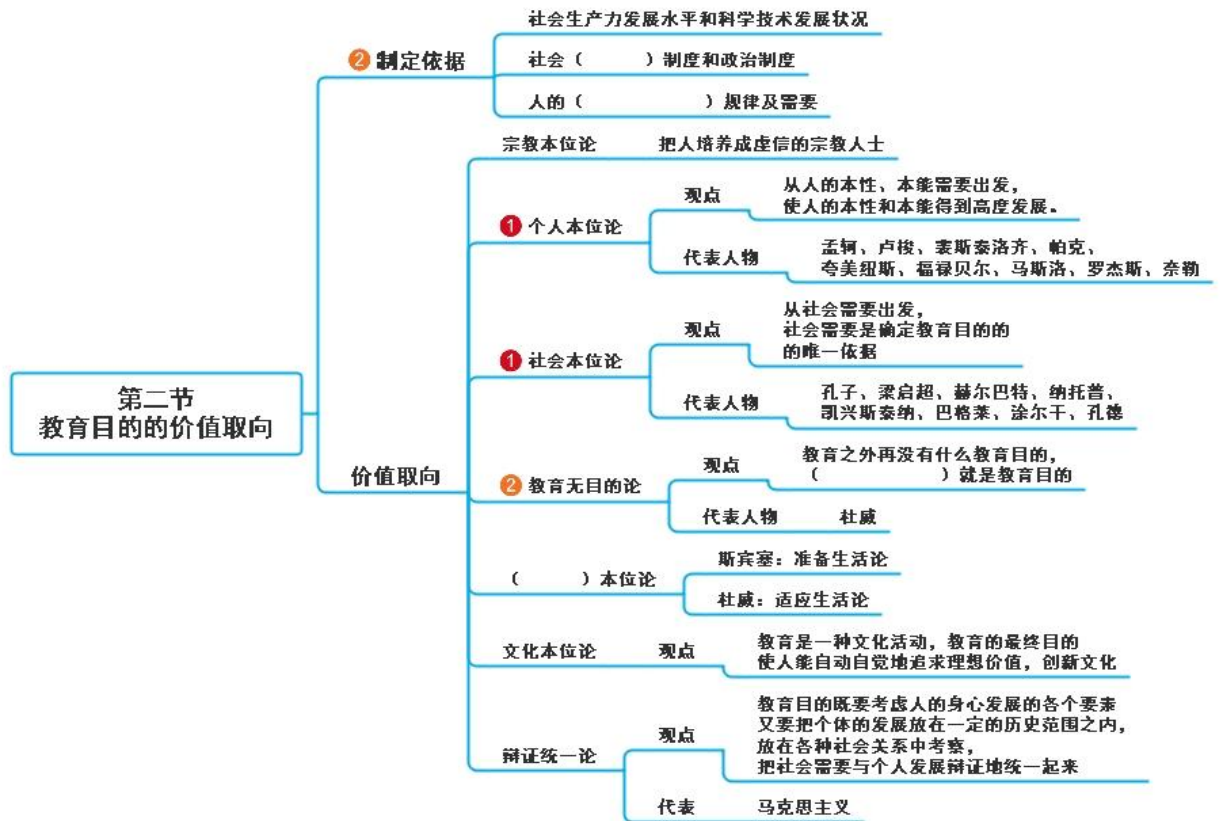 第二节
教育目的的价值取向
2 制定依据
社会生产力发展水平和科学技术发展状况
社会（ ）制度和政治制度
人的（ ）规律及需要
价值取向
宗教本位论
把人培养成虔信的宗教人士
1 个人本位论
观点
从人的本性、本能需要出发，
使人的本性和本能得到高度发展。
代表人物
孟轲、卢梭、裴斯泰洛齐、帕克、
夸美纽斯、福禄贝尔、马斯洛、罗杰斯、奈勒
1 社会本位论
观点
从社会需要出发，
社会需要是确定教育目的的
的唯一依据
代表人物
孔子、梁启超、赫尔巴特、纳托普、
凯兴斯泰纳、巴格莱、涂尔干、孔德
2 教育无目的论
观点
教育之外再没有什么教育目的，
（ ）就是教育目的
代表人物
杜威
（ ）本位论
斯宾塞：准备生活论
杜威：适应生活论
文化本位论
观点
教育是一种文化活动，教育的最终目的
使人能自动自觉地追求理想价值，创新文化
辩证统一论
观点
教育目的既要考虑人的身心发展的各个要素
又要把个体的发展放在一定的历史范围之内，
放在各种社会关系中考察，
把社会需要与个人发展辩证地统一起来
代表
马克思主义